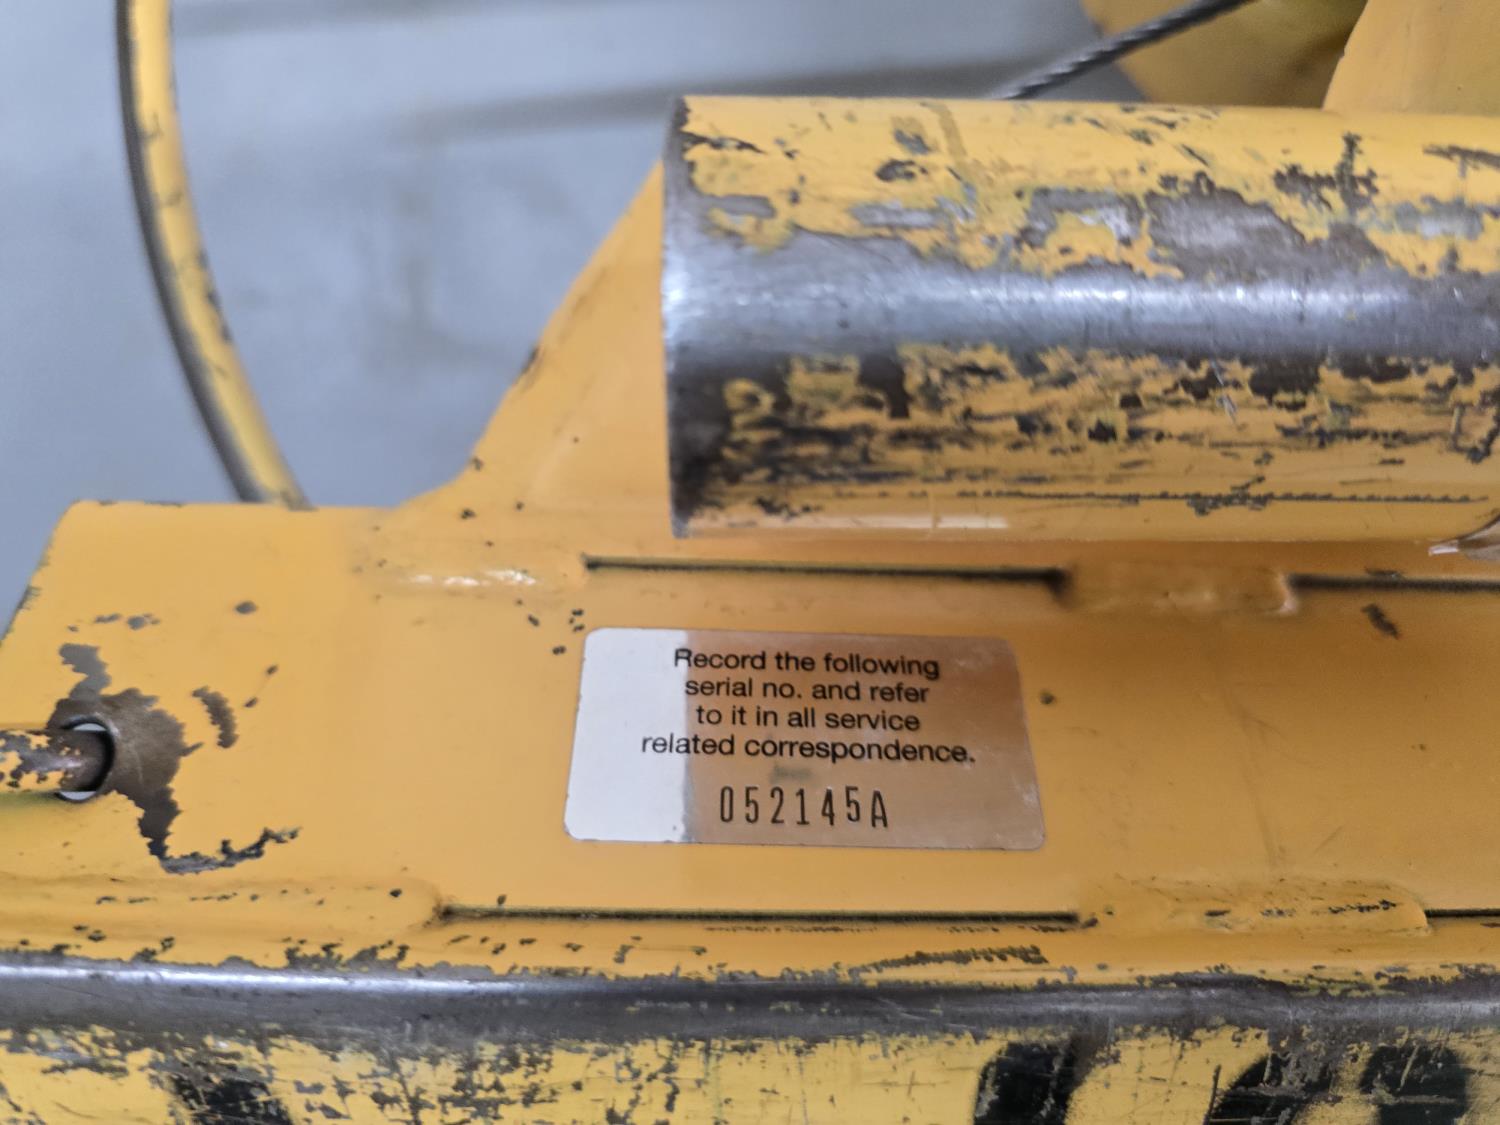 Record the following
serial no. and refer
to it in all service
related correspondence.
052145A